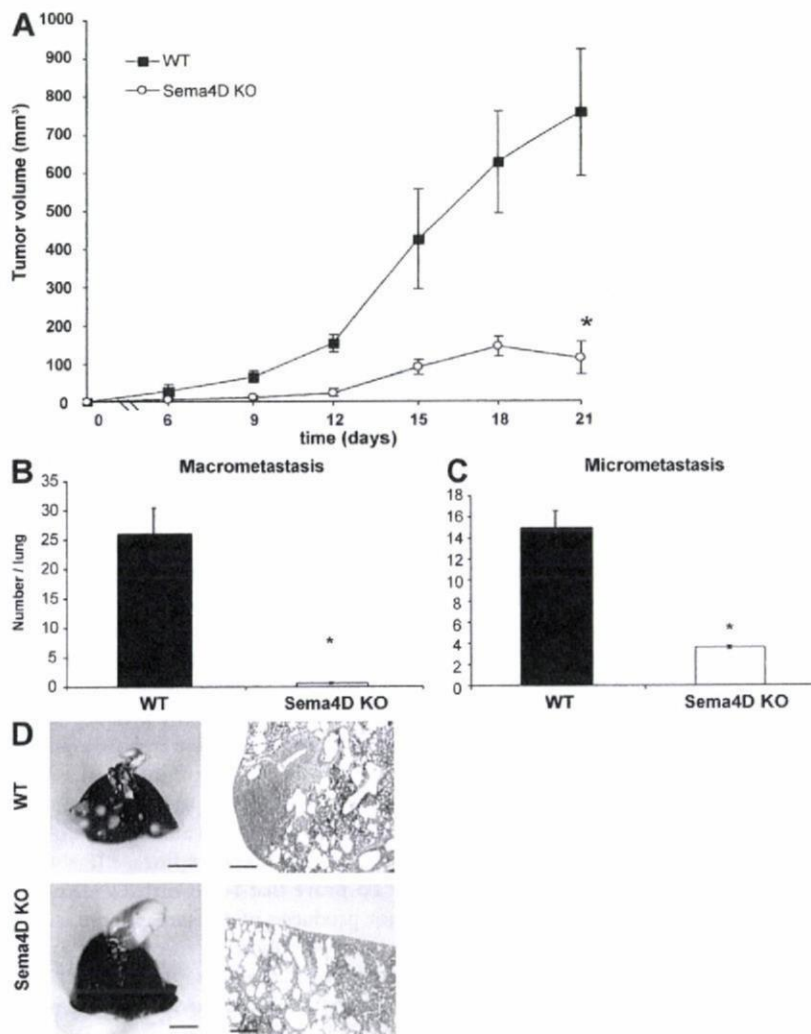 A
1000
900
800
700
600
500
400
300
200
100
0
Tumor volume (mm³)
WT
Sema4D KO
*
0 6 9 12 15 18 21
time (days)
B
Macrometastasis
35
30
25
20
15
10
5
0
Number / lung
*
WT Sema4D KO
C
Micrometastasis
18
16
14
12
10
8
6
4
2
0
*
WT Sema4D KO
D
WT
Sema4D KO